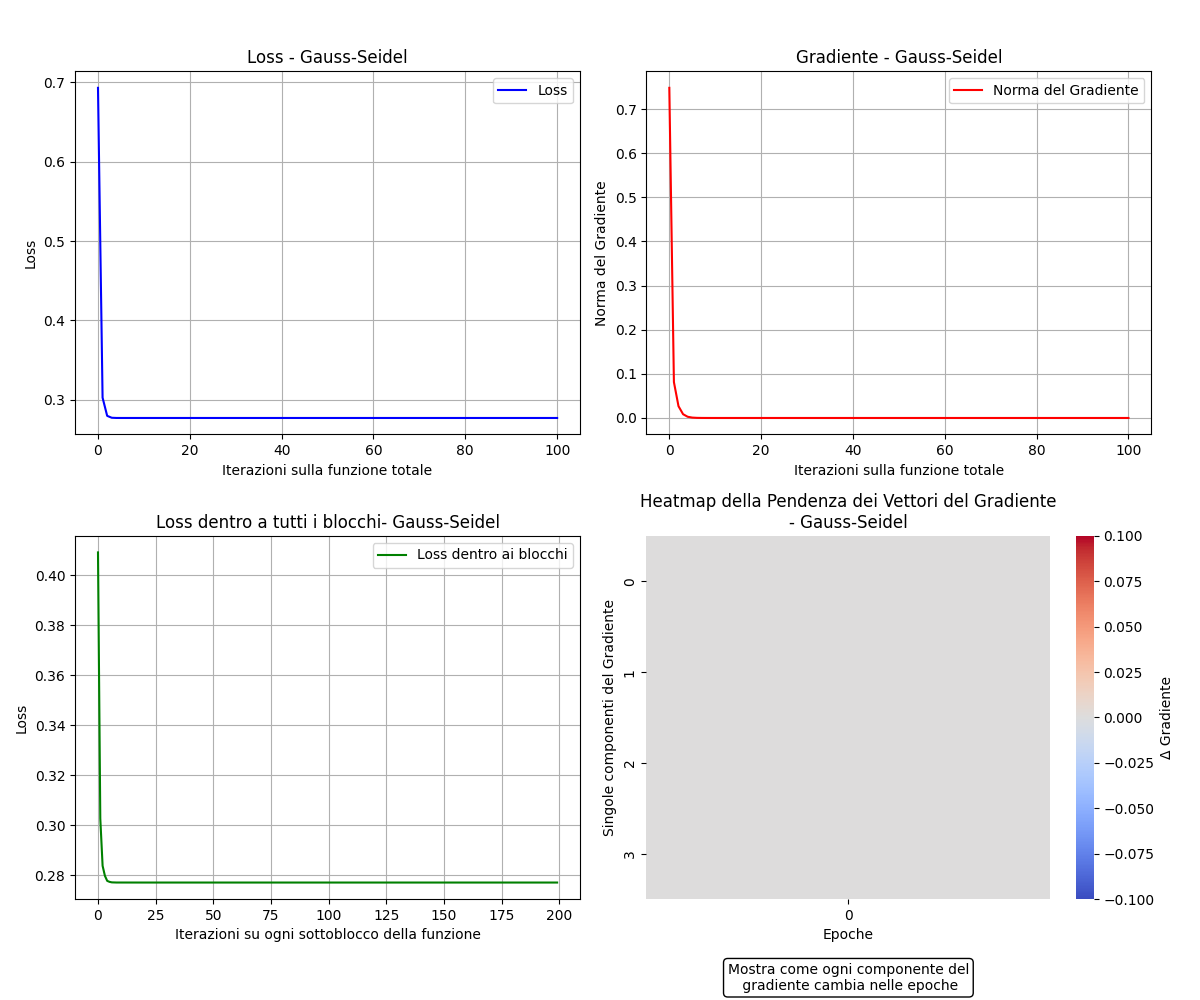 Loss - Gauss-Seidel
Loss
0.7
0.6
0.5
0.4
0.3
Loss
0
20
40
60
80
100
Iterazioni sulla funzione totale
Gradiente - Gauss-Seidel
Norma del Gradiente
0.7
0.6
0.5
0.4
0.3
0.2
0.1
0.0
Norma del Gradiente
0
20
40
60
80
100
Iterazioni sulla funzione totale
Loss dentro a tutti i blocchi- Gauss-Seidel
Loss dentro ai blocchi
0.40
0.38
0.36
0.34
0.32
0.30
0.28
Loss
0
25
50
75
100
125
150
175
200
Iterazioni su ogni sottoblocco della funzione
Heatmap della Pendenza dei Vettori del Gradiente
- Gauss-Seidel
Singole componenti del Gradiente
0
1
2
3
0
Epoche
0.100
0.075
0.050
0.025
0.000
−0.025
−0.050
−0.075
−0.100
Δ Gradiente
Mostra come ogni componente del
gradiente cambia nelle epoche